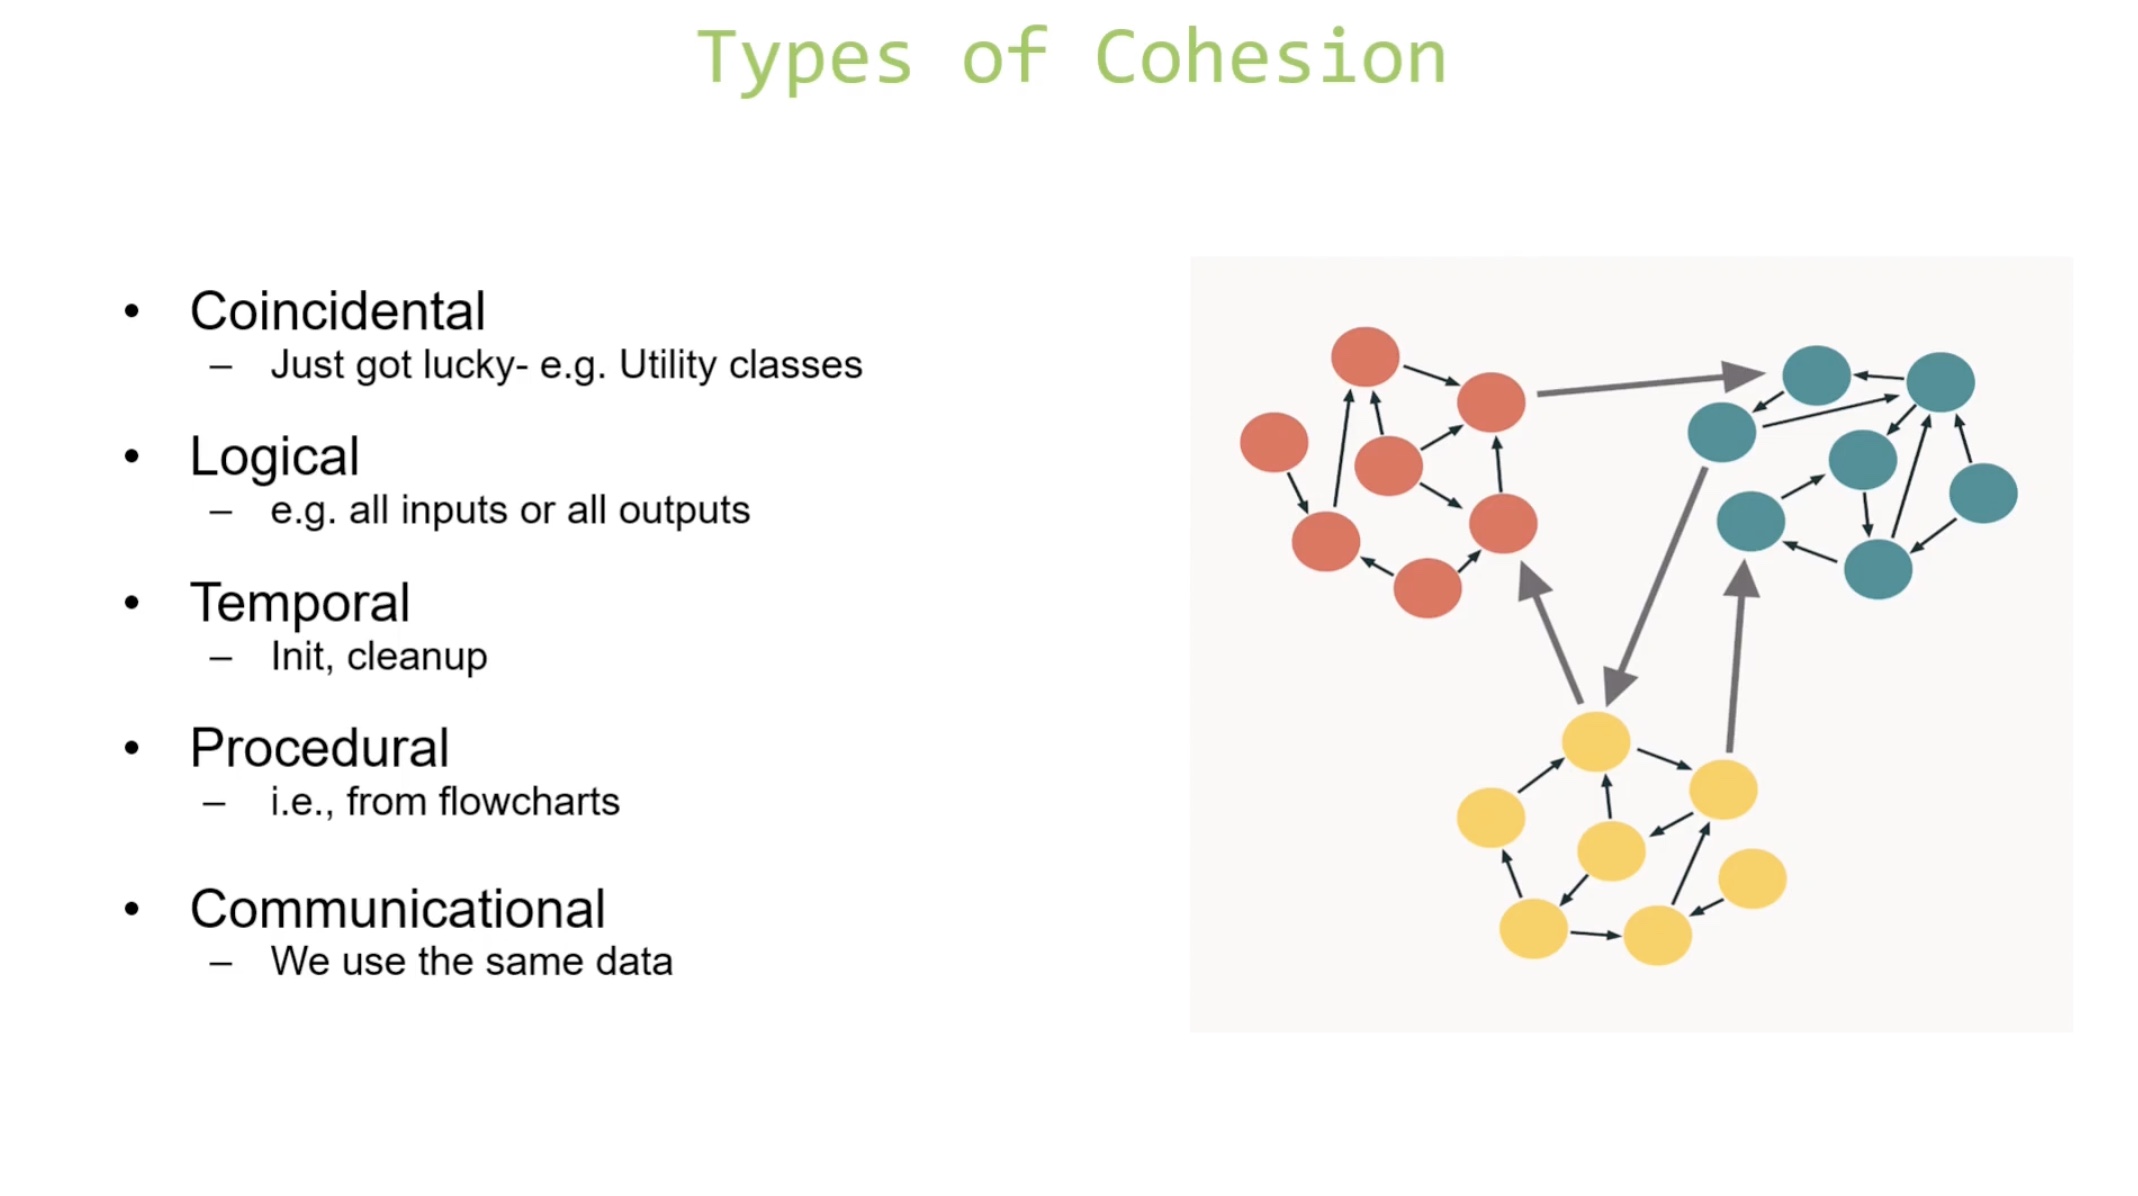 Types of Cohesion
• Coincidental
– Just got lucky- e.g. Utility classes
• Logical
– e.g. all inputs or all outputs
• Temporal
– Init, cleanup
• Procedural
– i.e., from flowcharts
• Communicational
– We use the same data